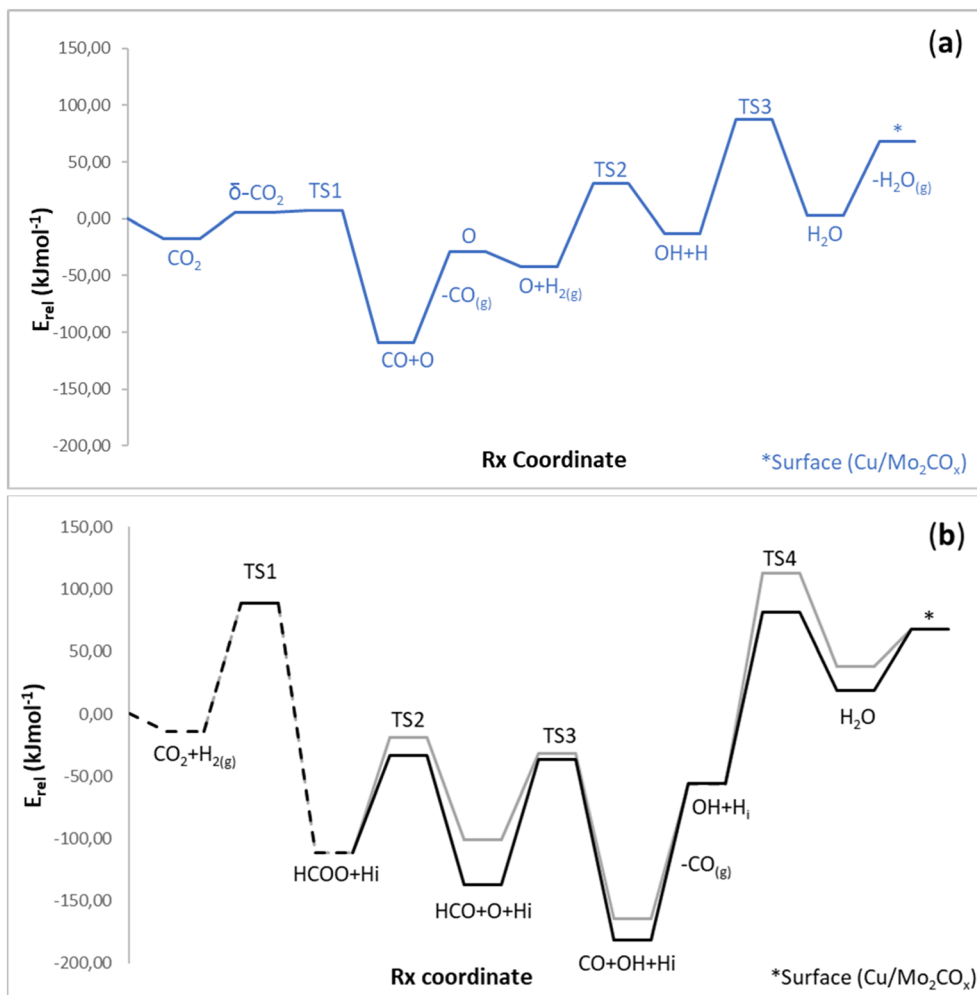 (a)
150,00
100,00
50,00
0,00
-50,00
-100,00
-150,00
-200,00
E_rel (kJmol⁻¹)
CO₂
δ-CO₂
TS1
CO+O
O
-CO₍g₎
O+H₂₍g₎
TS2
OH+H
TS3
H₂O
*
-H₂O₍g₎
Rx Coordinate
*Surface (Cu/Mo₂COₓ)
(b)
150,00
100,00
50,00
0,00
-50,00
-100,00
-150,00
-200,00
E_rel (kJmol⁻¹)
CO₂+H₂₍g₎
TS1
HCOO+Hi
TS2
HCO+O+Hi
TS3
CO+OH+Hi
-CO₍g₎
OH+Hᵢ
TS4
H₂O
*
Rx coordinate
*Surface (Cu/Mo₂COₓ)